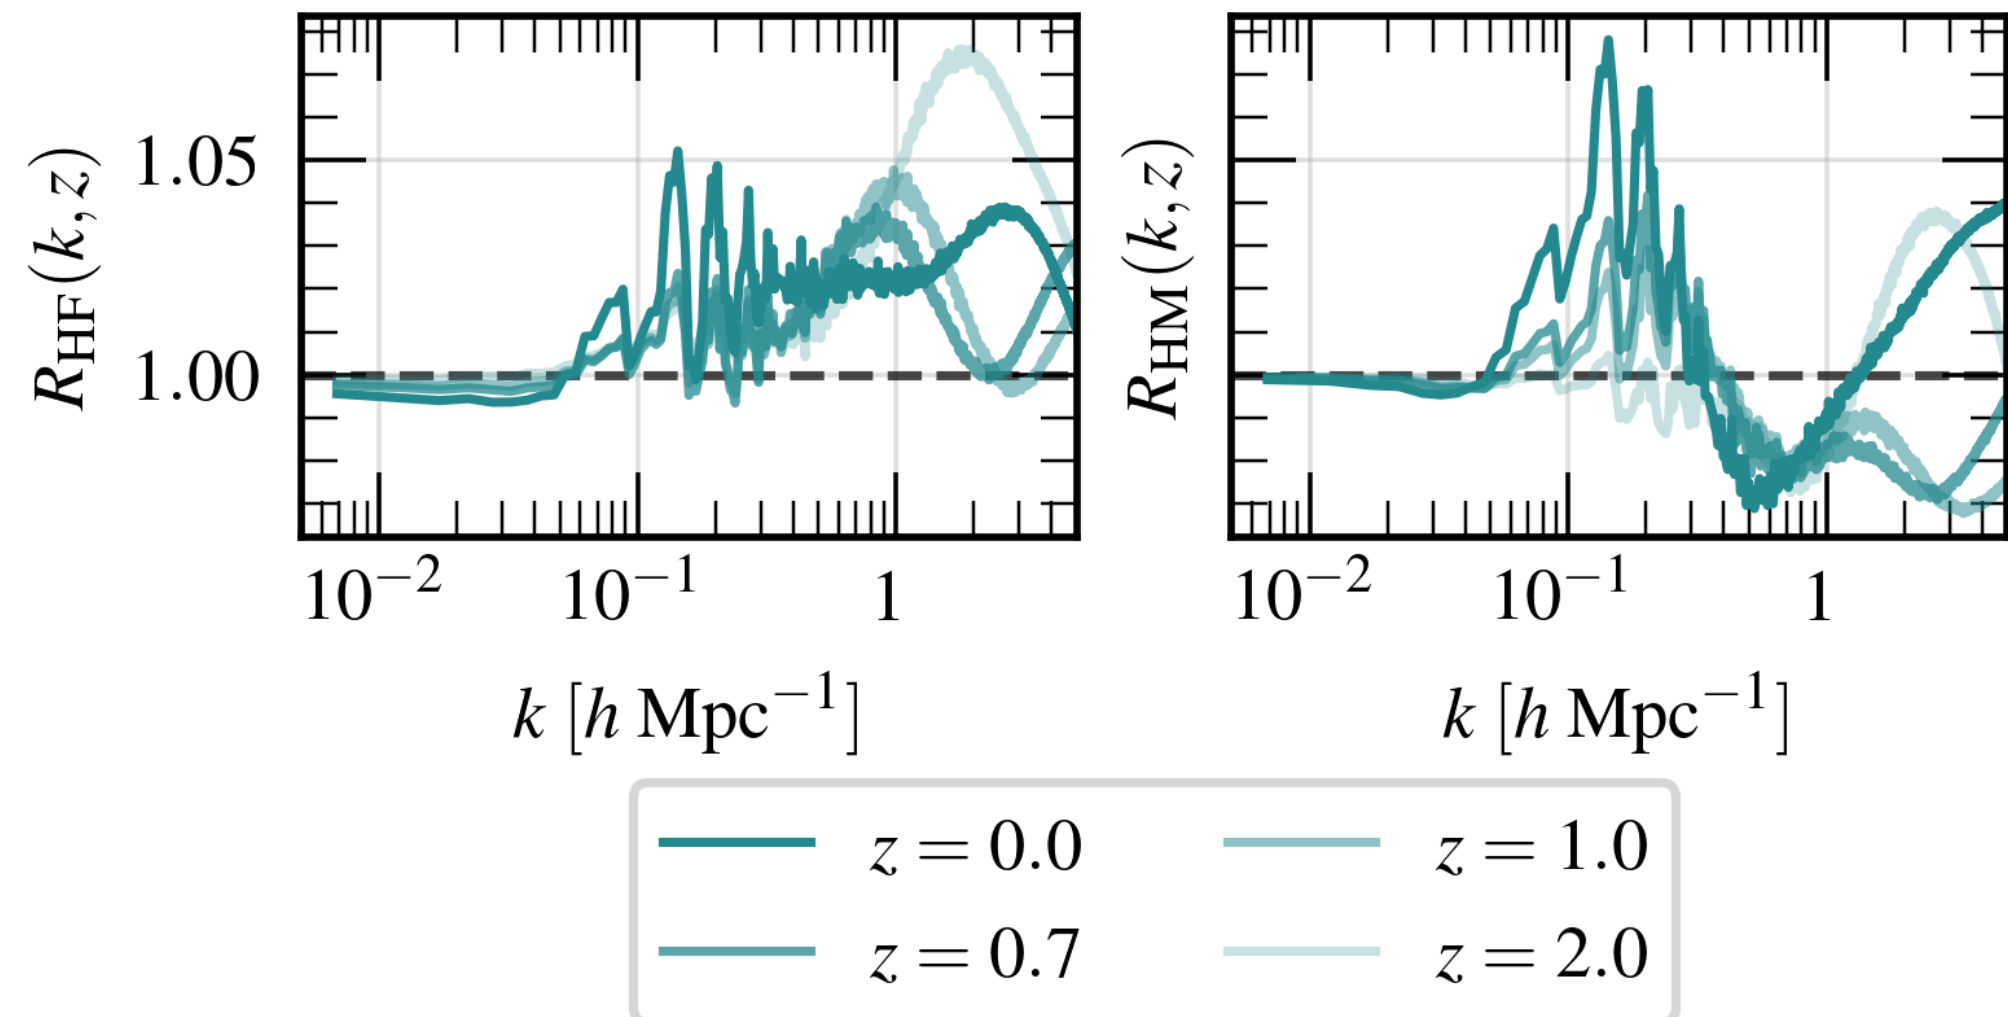 R_HF(k, z)
1.05
1.00
10⁻² 10⁻¹ 1
k [h Mpc⁻¹]
R_HM(k, z)
10⁻² 10⁻¹ 1
k [h Mpc⁻¹]
z = 0.0 z = 1.0
z = 0.7 z = 2.0